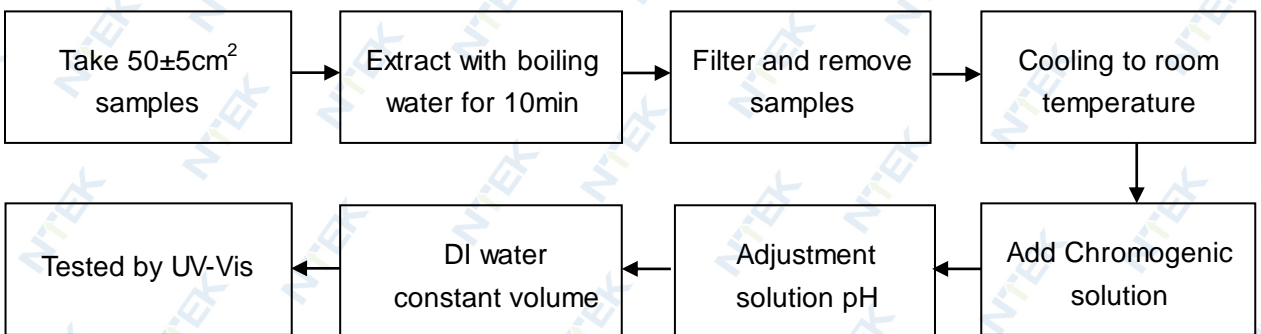 Take 50±5cm²
samples
Extract with boiling
water for 10min
Filter and remove
samples
Cooling to room
temperature
Add Chromogenic
solution
Adjustment
solution pH
DI water
constant volume
Tested by UV-Vis
NTEK